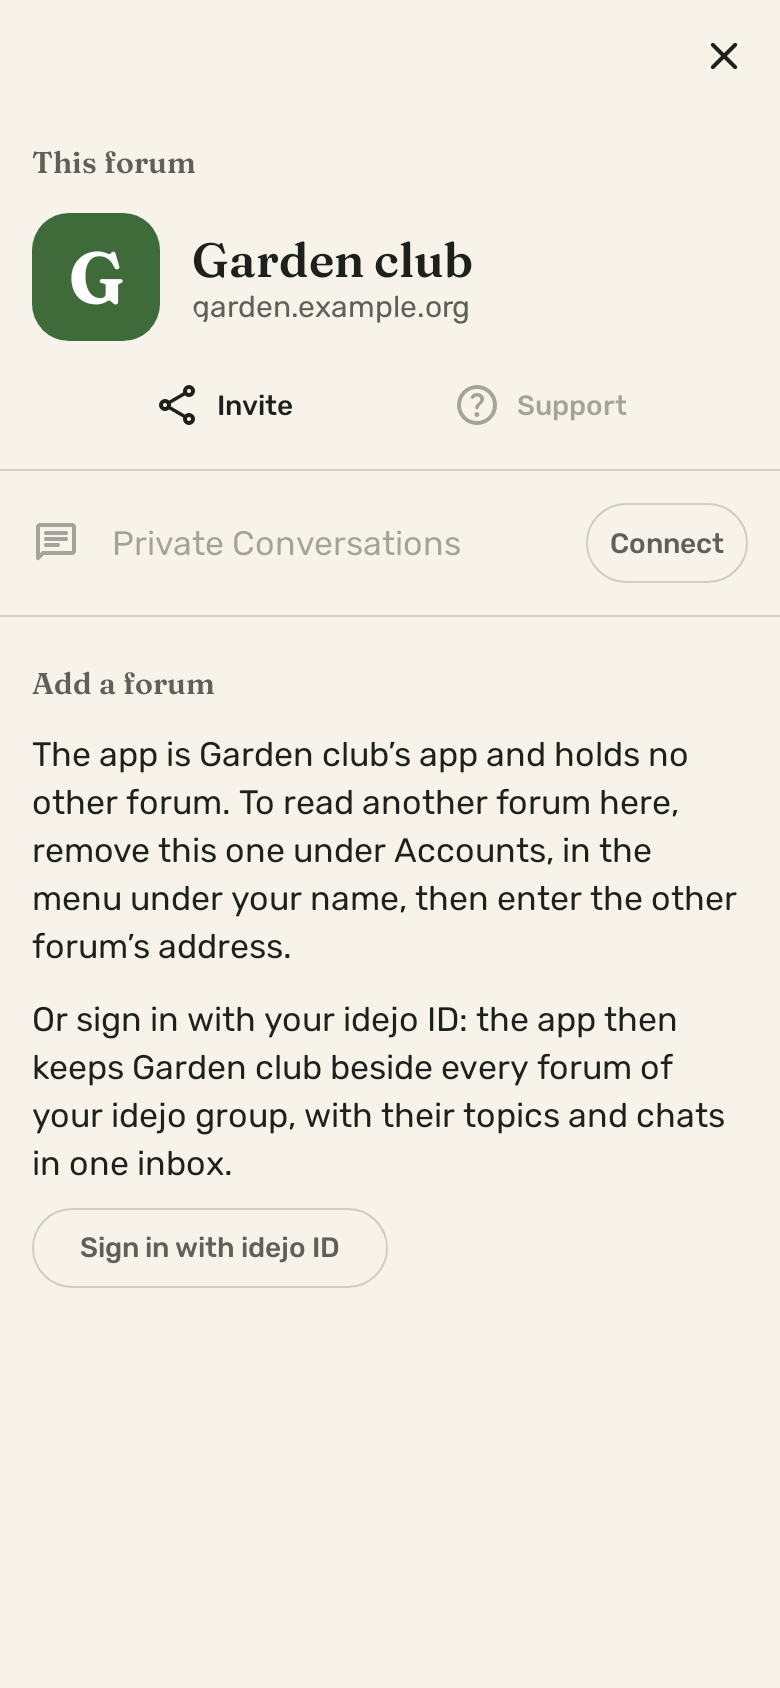 This forum
G
Garden club
garden.example.org
Invite
Support
Private Conversations
Connect
Add a forum
The app is Garden club’s app and holds no
other forum. To read another forum here,
remove this one under Accounts, in the
menu under your name, then enter the other
forum’s address.
Or sign in with your idejo ID: the app then
keeps Garden club beside every forum of
your idejo group, with their topics and chats
in one inbox.
Sign in with idejo ID